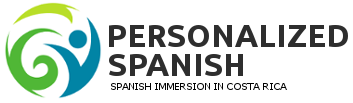 PERSONALIZED
SPANISH
SPANISH IMMERSION IN COSTA RICA